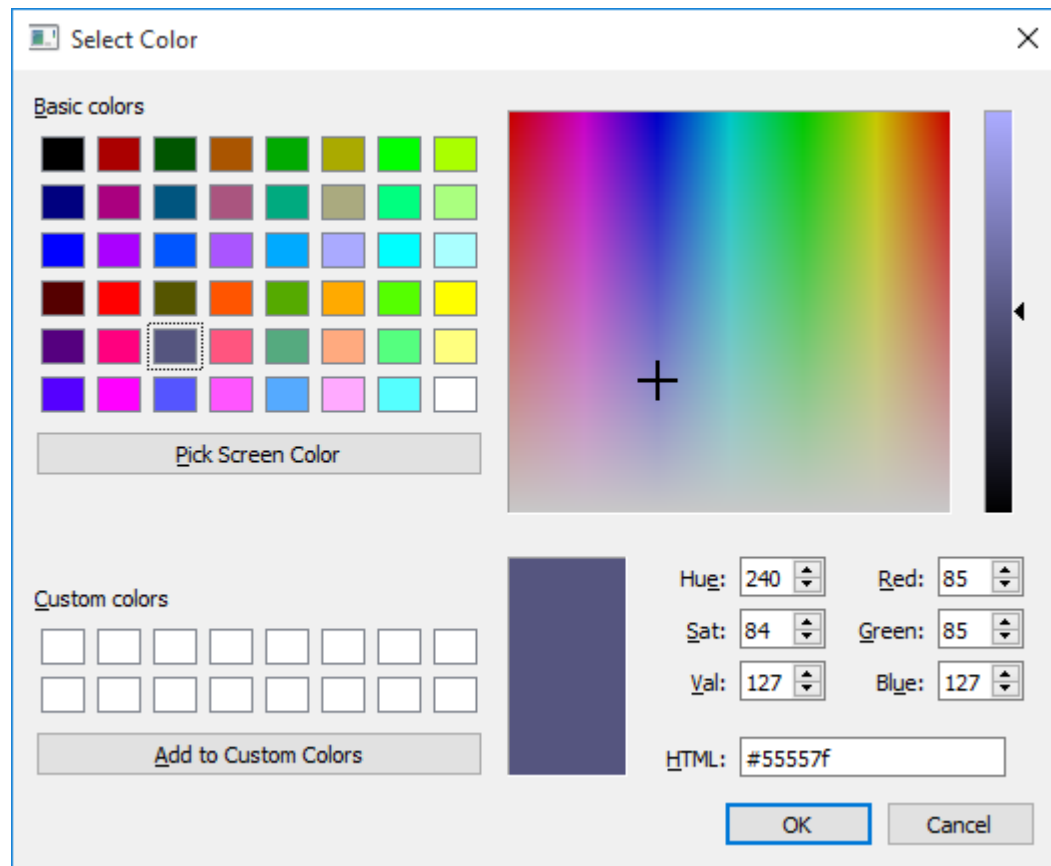 Select Color
Basic colors
Pick Screen Color
Custom colors
Add to Custom Colors
Hue: 240 Red: 85
Sat: 84 Green: 85
Val: 127 Blue: 127
HTML: #55557f
OK Cancel